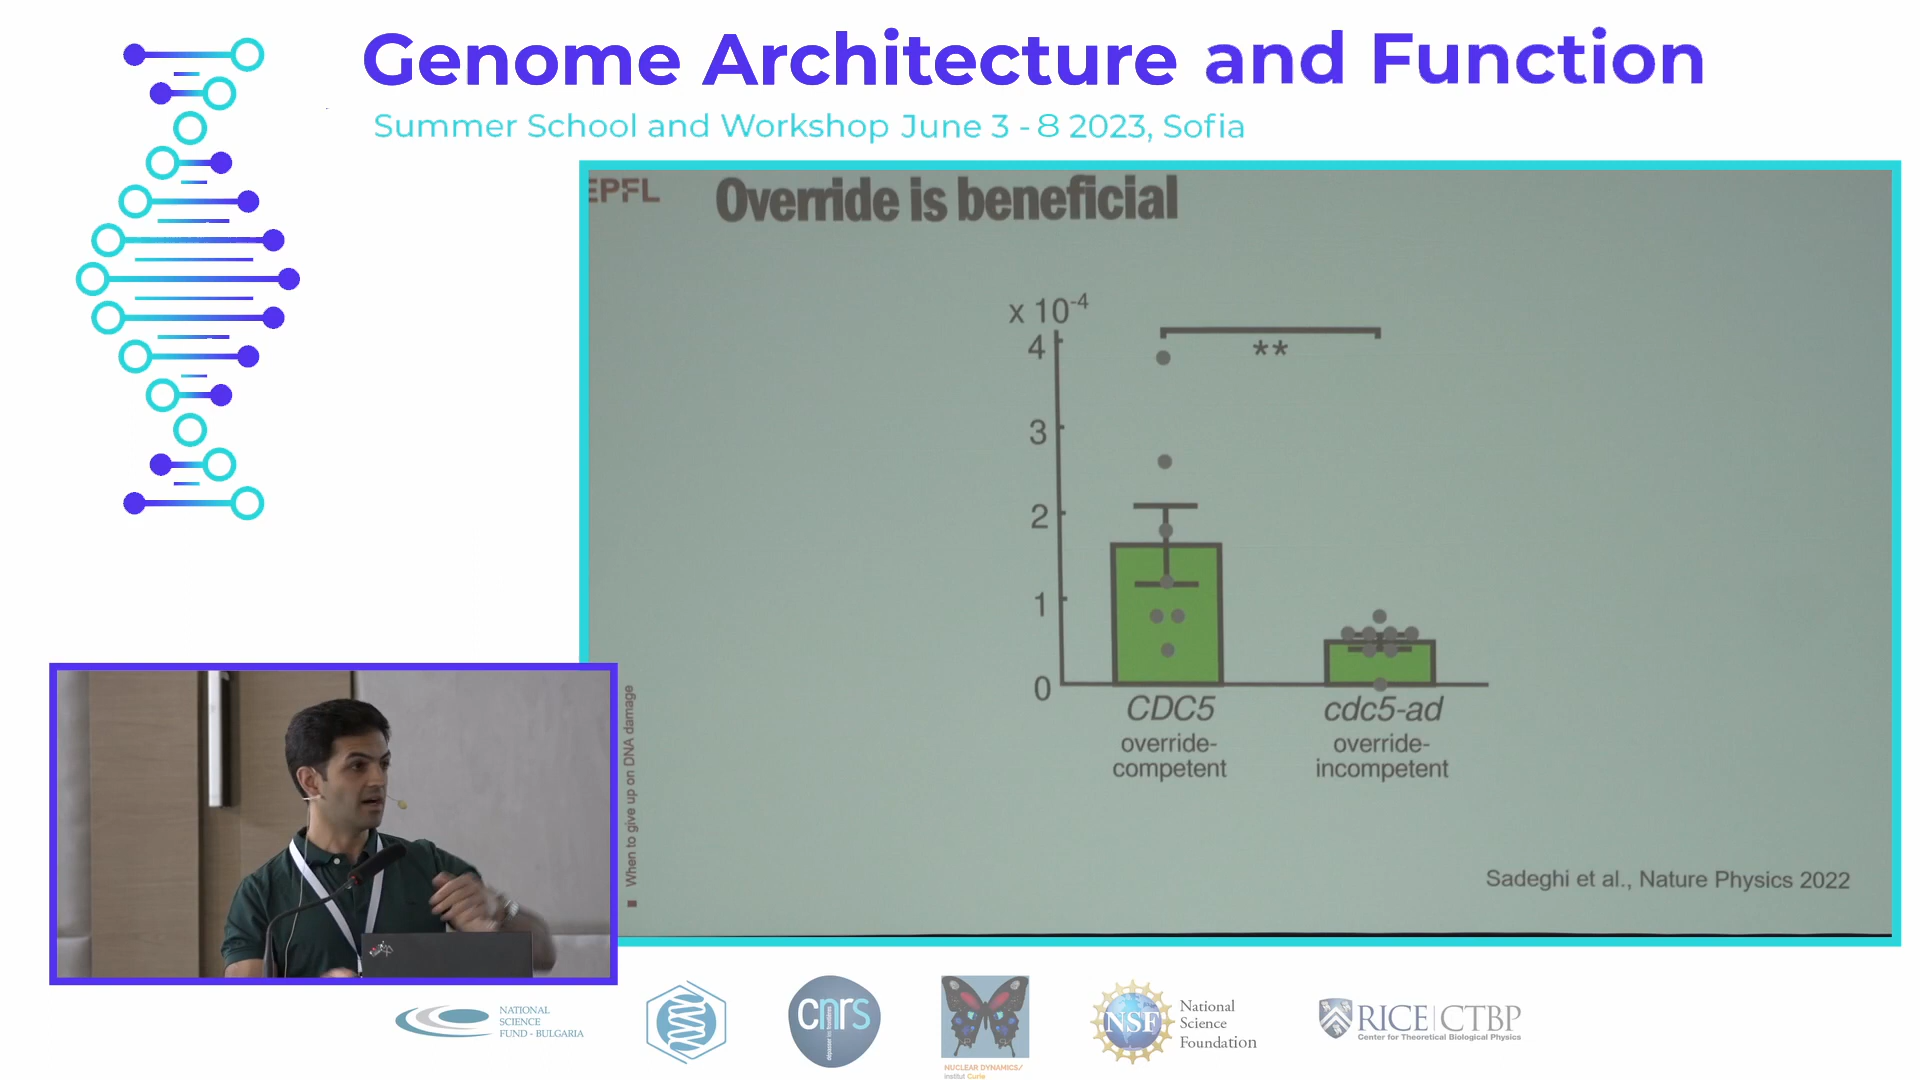 Genome Architecture and Function
Summer School and Workshop June 3 - 8 2023, Sofia
EPFL
Override is beneficial
x 10-4
4
3
2
1
0
**
CDC5
override-
competent
cdc5-ad
override-
incompetent
Sadeghi et al., Nature Physics 2022
When to give up on DNA damage
NATIONAL
SCIENCE
FUND - BULGARIA
cnrs
NUCLEAR DYNAMICS/
institut Curie
NSF
National
Science
Foundation
RICE | CTBP
Center for Theoretical Biological Physics